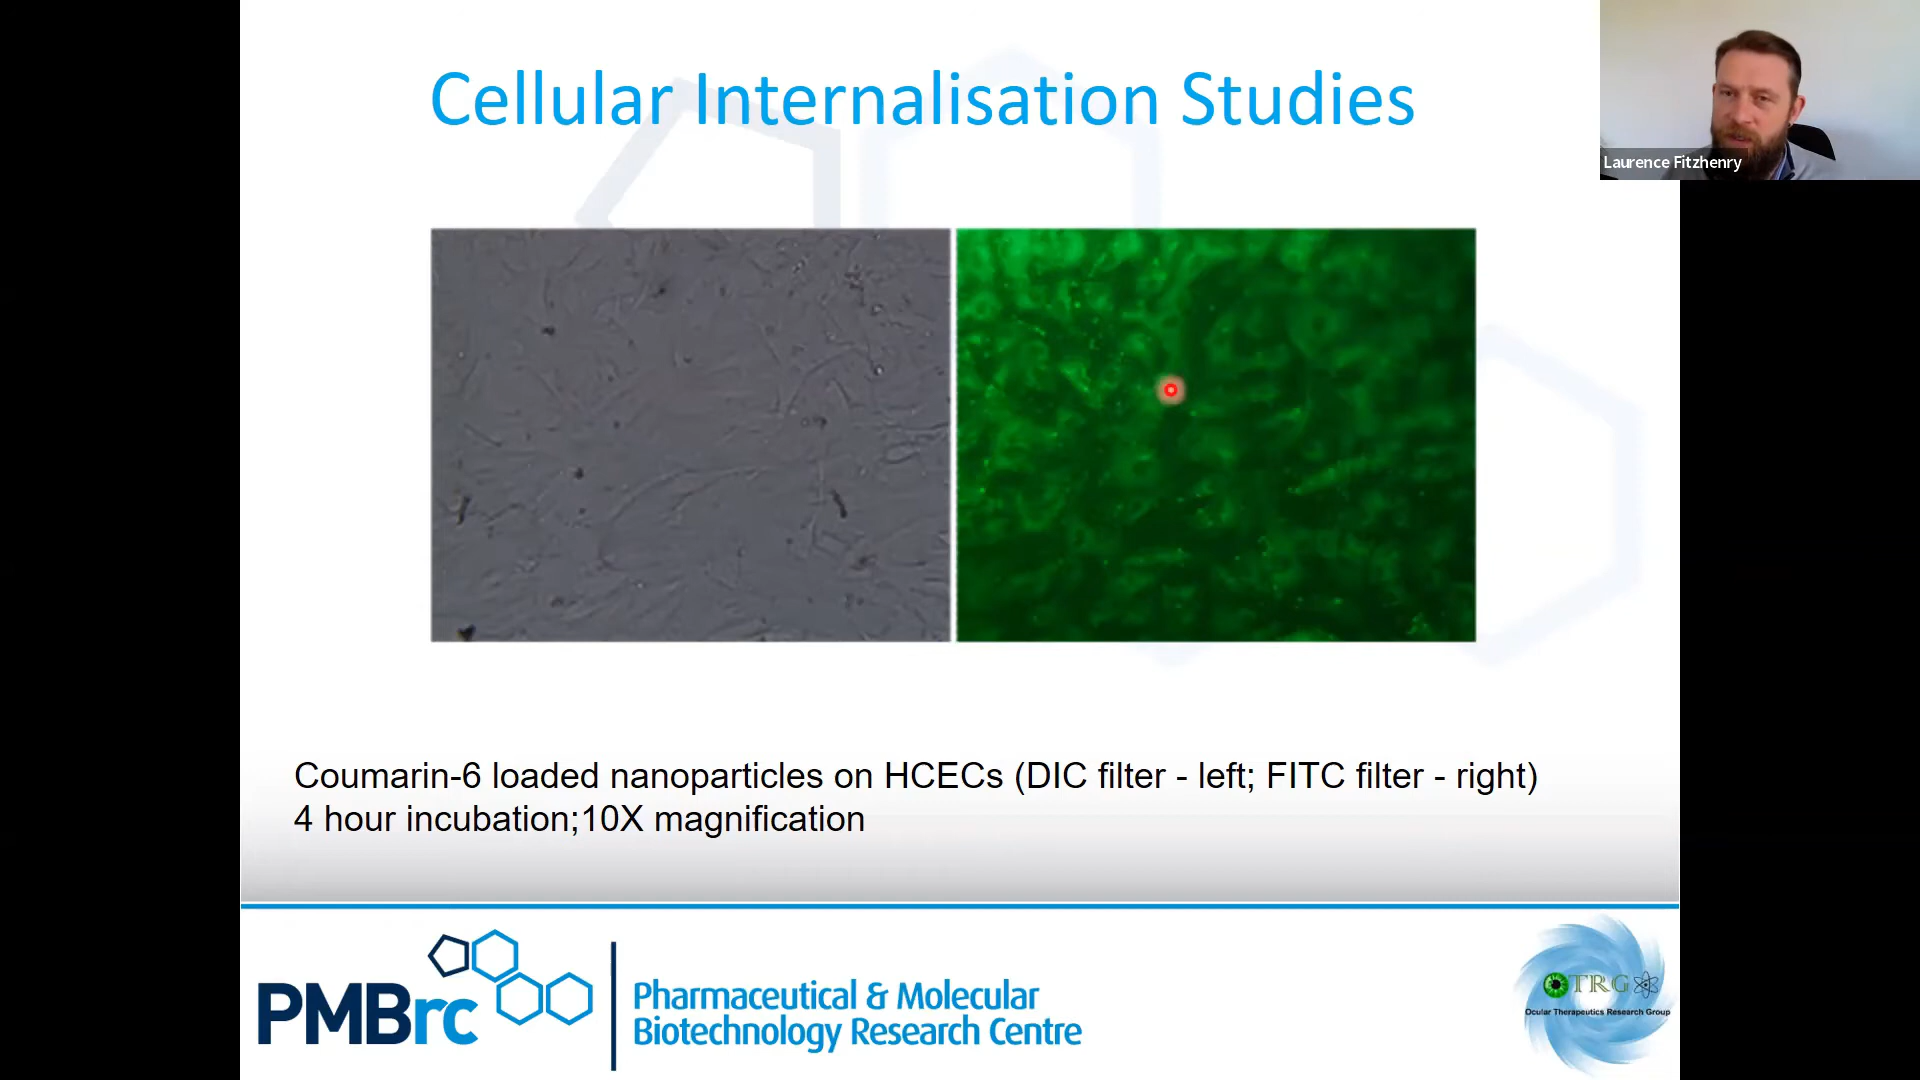 Cellular Internalisation Studies
Laurence Fitzhenry
Coumarin-6 loaded nanoparticles on HCECs (DIC filter - left; FITC filter - right)
4 hour incubation;10X magnification
PMBrc
Pharmaceutical & Molecular
Biotechnology Research Centre
OTRG
Ocular Therapeutics Research Group